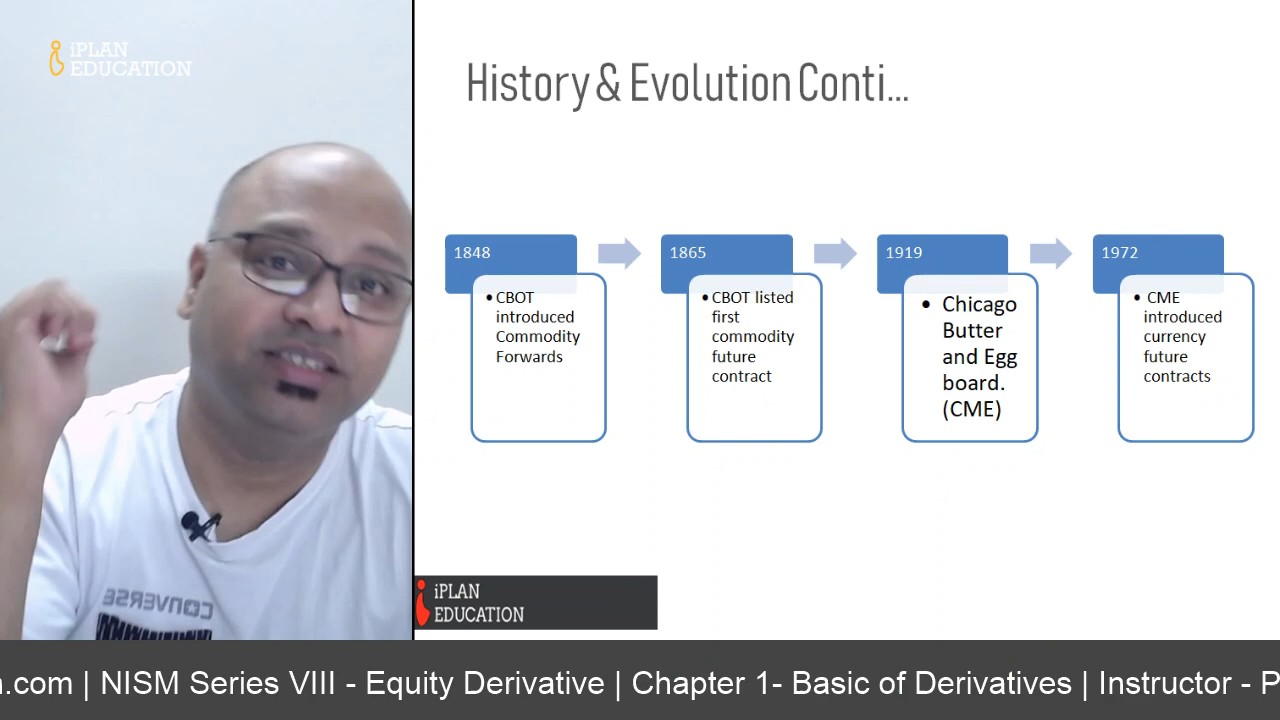 iPLAN
EDUCATION
History & Evolution Conti...
1848
• CBOT
introduced
Commodity
Forwards
1865
• CBOT listed
first
commodity
future
contract
1919
• Chicago
Butter
and Egg
board.
(CME)
1972
• CME
introduced
currency
future
contracts
CONVERSE
iPLAN
EDUCATION
.com | NISM Series VIII - Equity Derivative | Chapter 1- Basic of Derivatives | Instructor - P